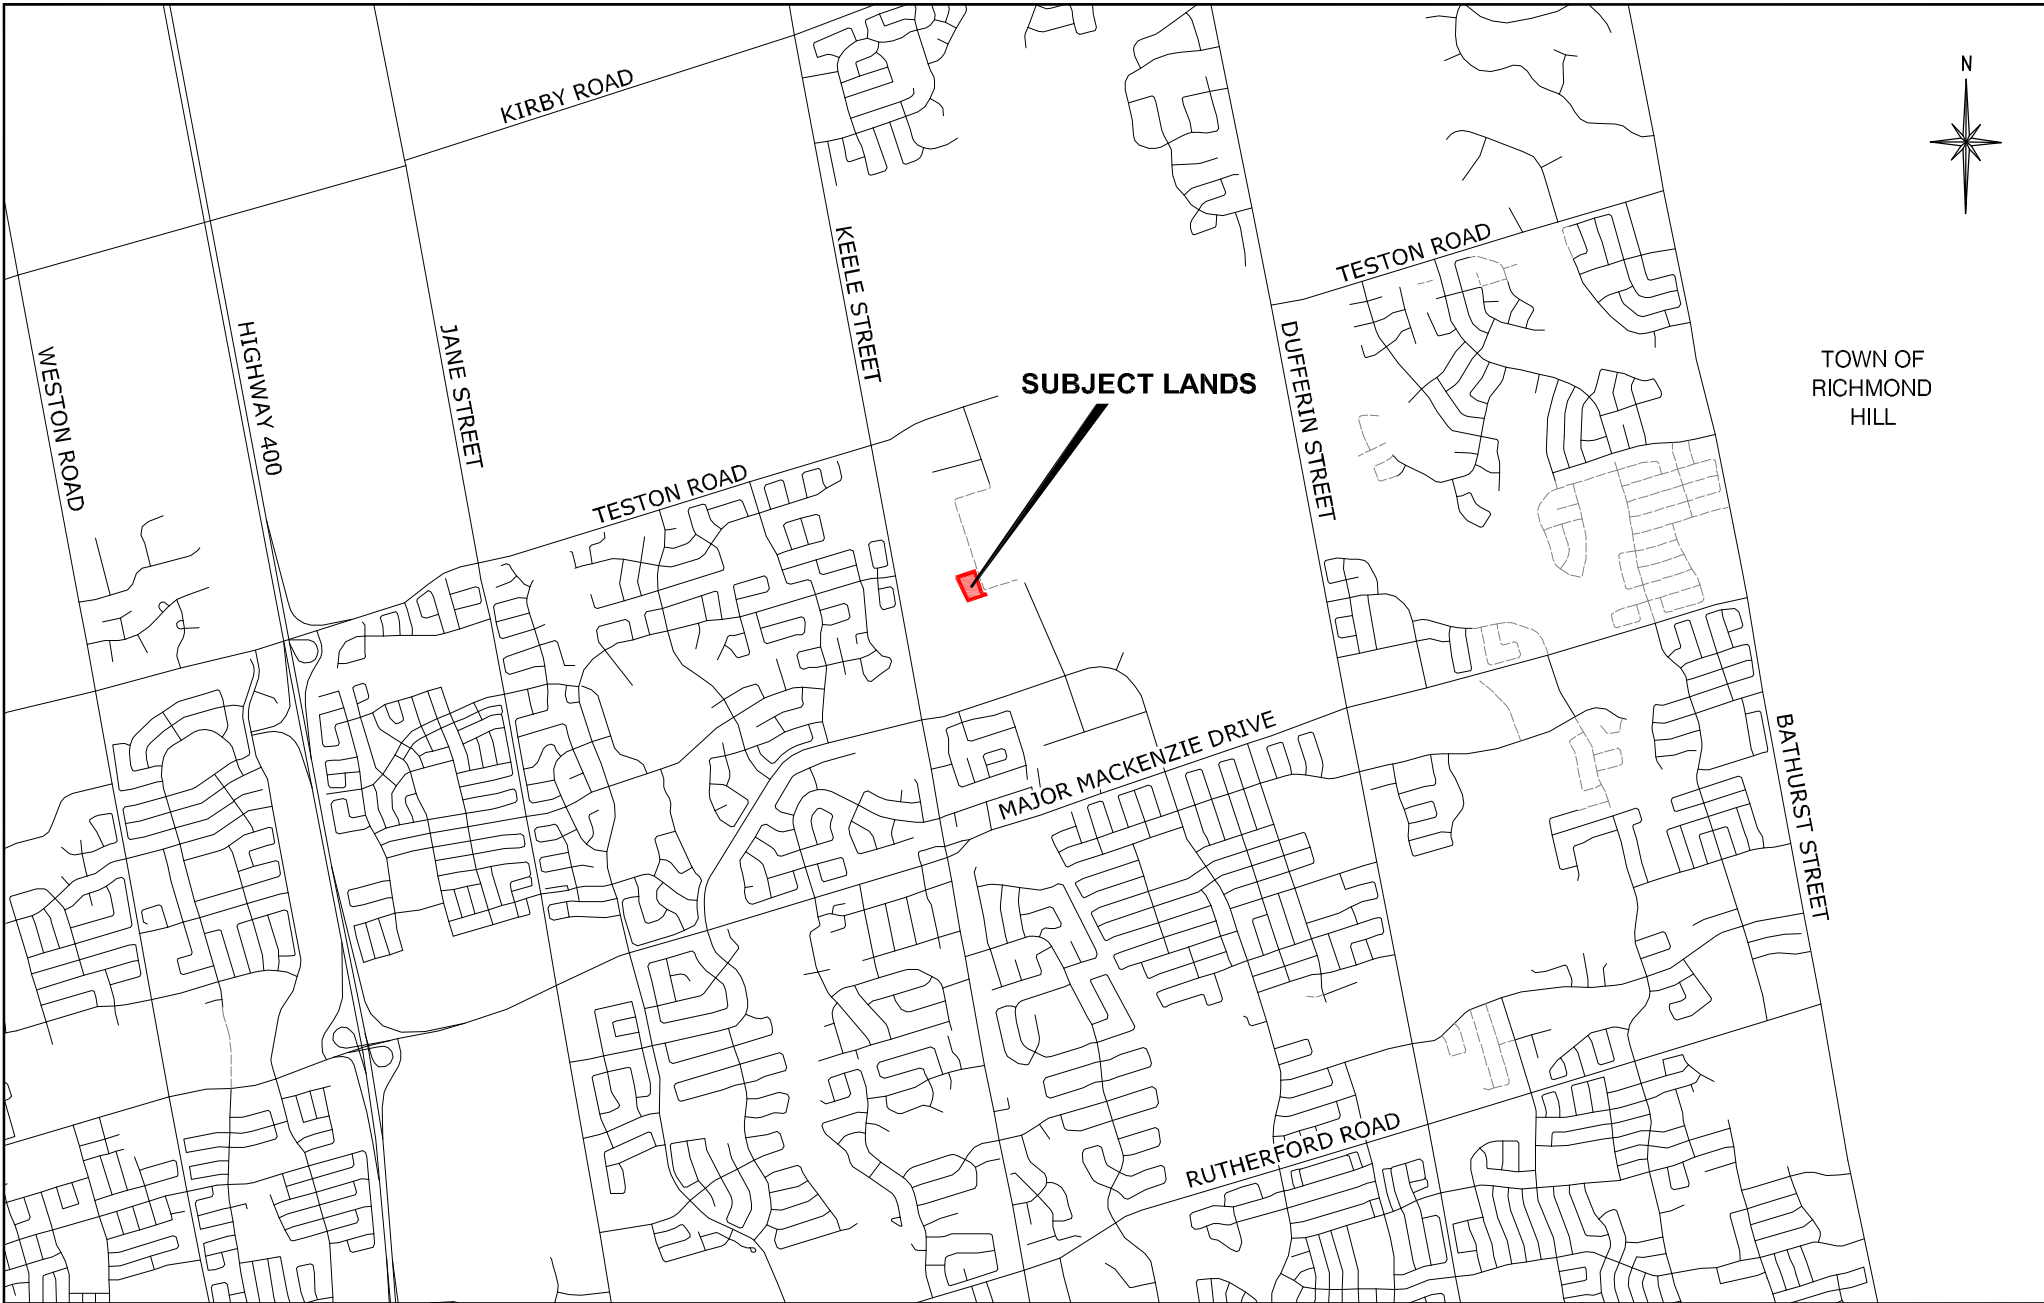 N
KIRBY ROAD
TESTON ROAD
KEELE STREET
WESTON ROAD
HIGHWAY 400
JANE STREET
DUFFERIN STREET
TOWN OF
RICHMOND
HILL
SUBJECT LANDS
TESTON ROAD
MAJOR MACKENZIE DRIVE
BATHURST STREET
RUTHERFORD ROAD